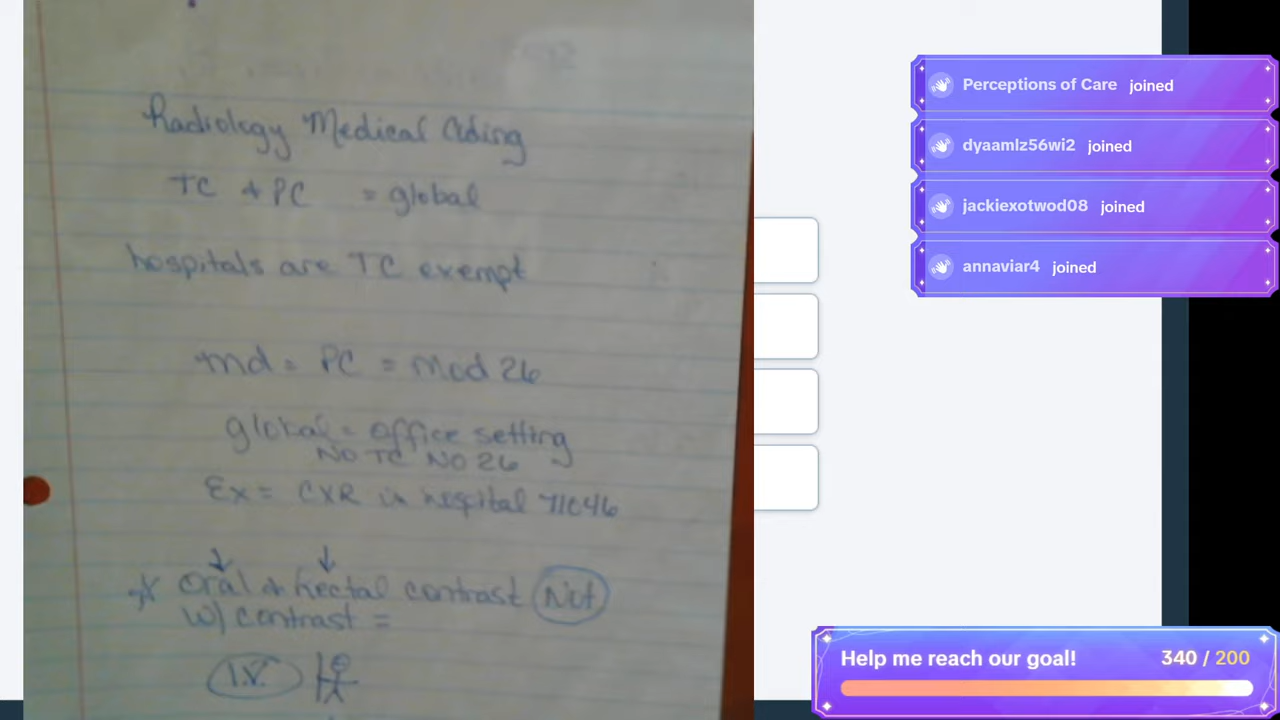 Radiology Medical Coding
TC + PC = global
hospitals are TC exempt
md = PC = Mod 26
global = office setting
NO TC NO 26
Ex = CXR in hospital 71046
* Oral + Rectal contrast Not
w/ contrast =
I.V.
Perceptions of Care joined
dyaamlz56wi2 joined
jackiexotwod08 joined
annaviar4 joined
Help me reach our goal! 340 / 200